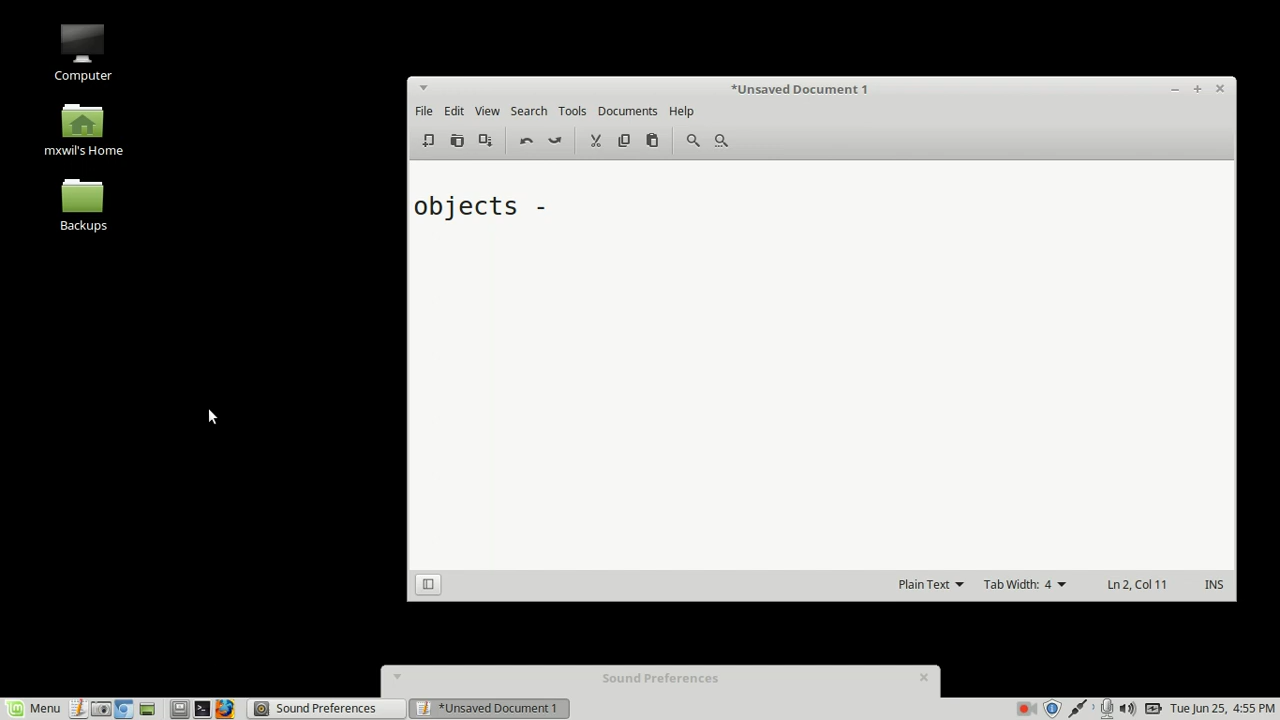 Computer
mxwil's Home
Backups
*Unsaved Document 1
File Edit View Search Tools Documents Help
objects -
Plain Text Tab Width: 4 Ln 2, Col 11 INS
Sound Preferences
Menu Sound Preferences *Unsaved Document 1 Tue Jun 25, 4:55 PM